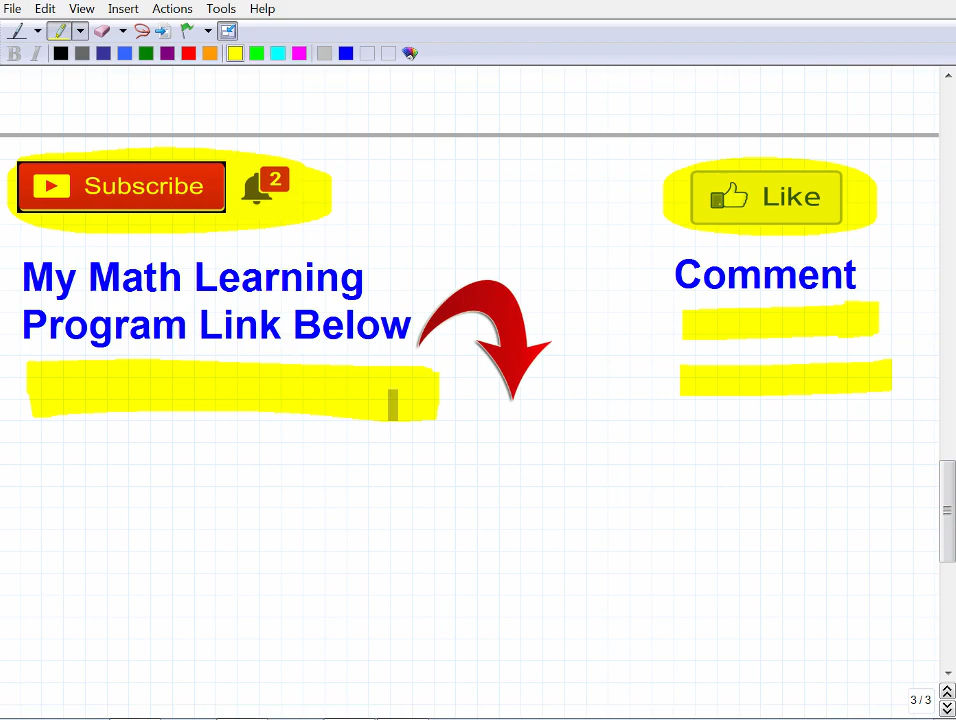 File Edit View Insert Actions Tools Help
B I
Subscribe 2
Like
My Math Learning
Program Link Below
Comment
3 / 3